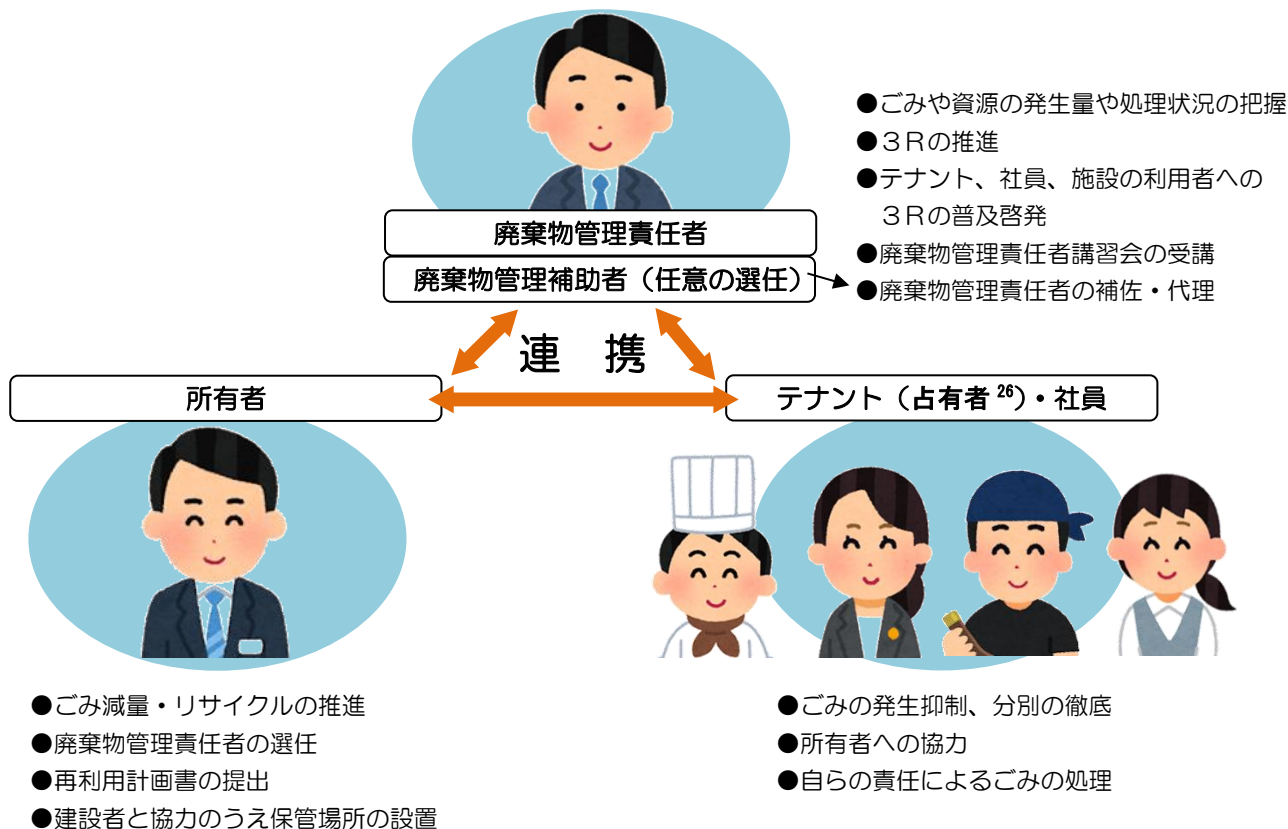 ●ごみや資源の発生量や処理状況の把握
●３Ｒの推進
●テナント、社員、施設の利用者への
３Ｒの普及啓発
●廃棄物管理責任者講習会の受講
●廃棄物管理責任者の補佐・代理
廃棄物管理責任者
廃棄物管理補助者（任意の選任）
連　携
所有者
テナント（占有者²⁶）・社員
●ごみ減量・リサイクルの推進
●廃棄物管理責任者の選任
●再利用計画書の提出
●建設者と協力のうえ保管場所の設置
●ごみの発生抑制、分別の徹底
●所有者への協力
●自らの責任によるごみの処理